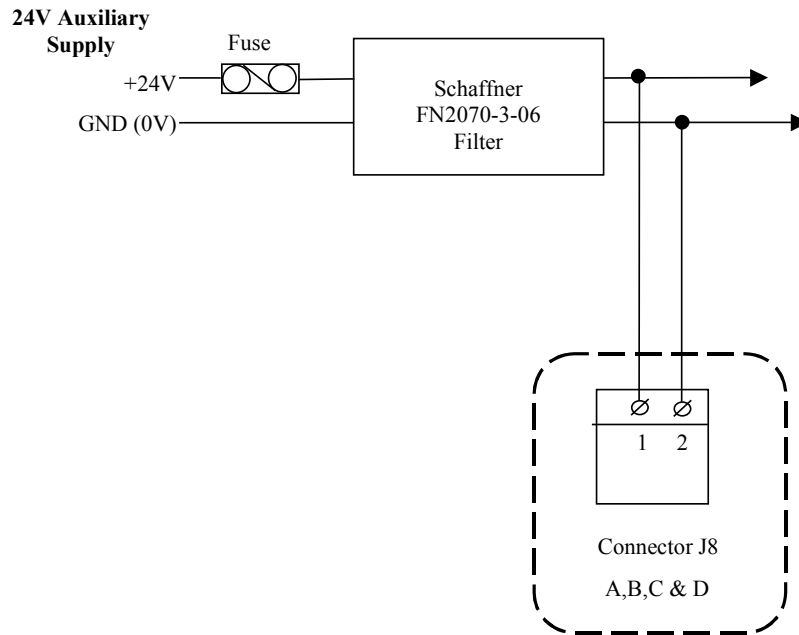 24V Auxiliary
Supply
Fuse
+24V
GND (0V)
Schaffner
FN2070-3-06
Filter
1 2
Connector J8
A,B,C & D